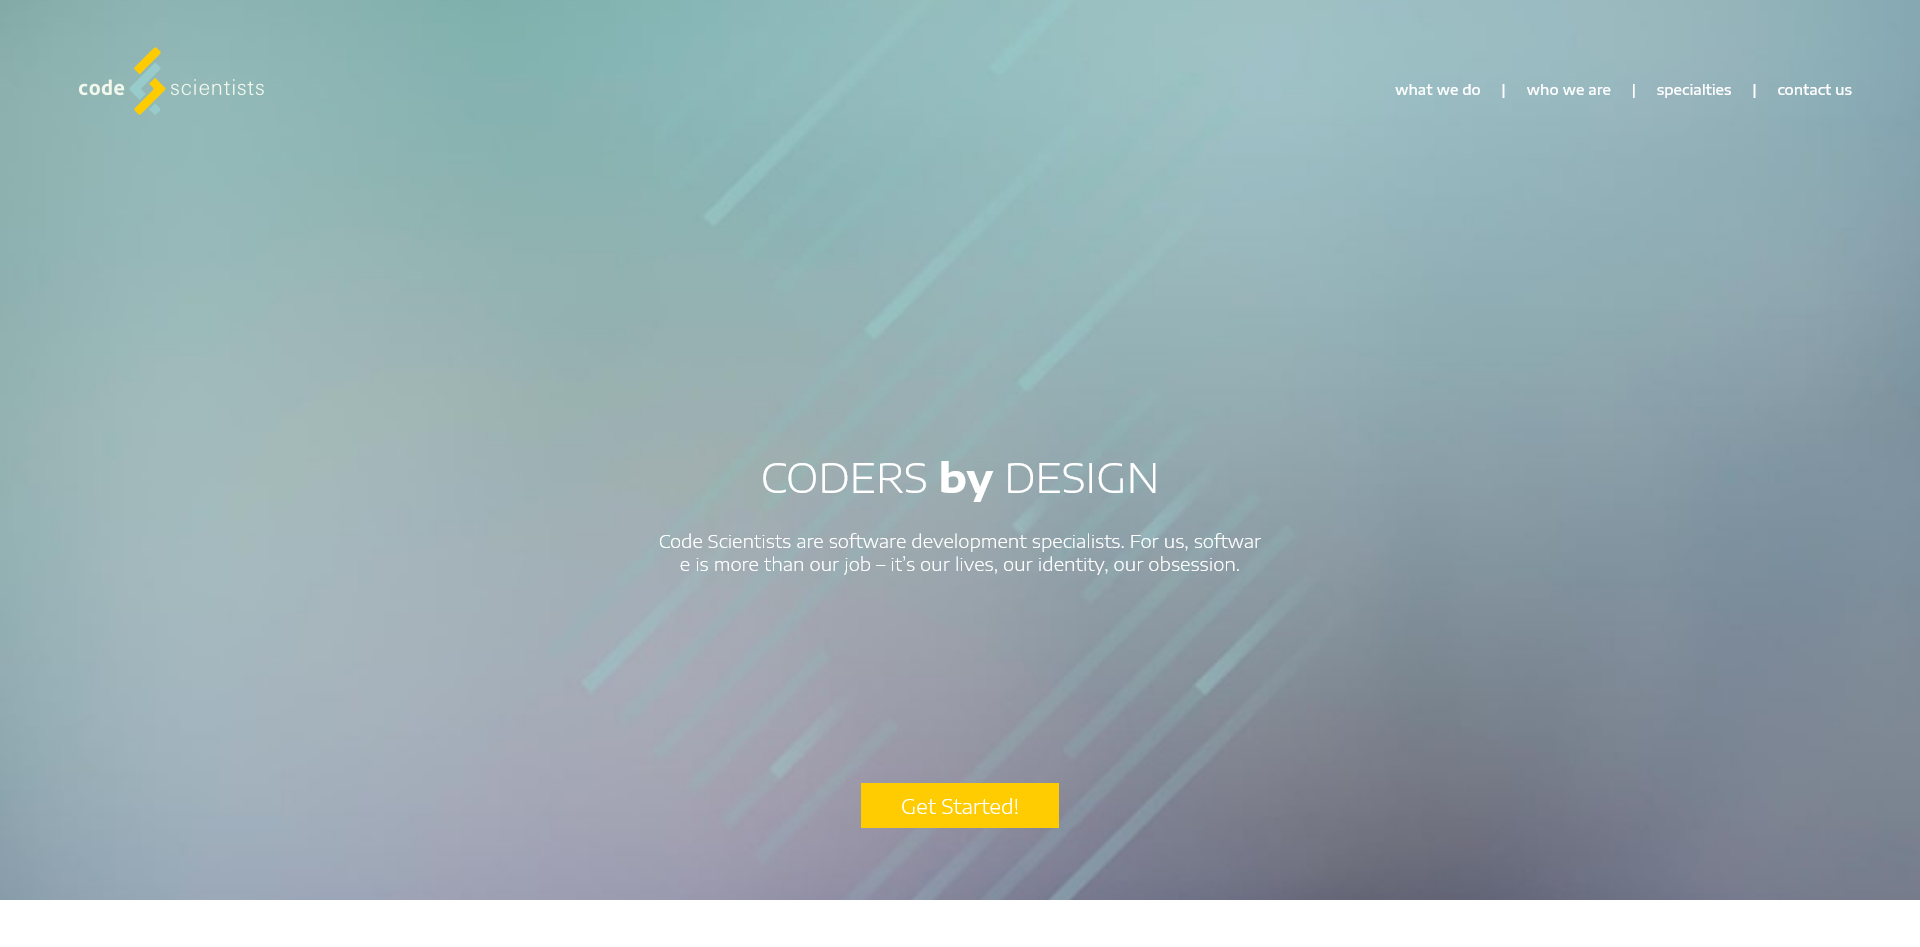 code scientists
what we do | who we are | specialties | contact us
CODERS by DESIGN
Code Scientists are software development specialists. For us, softwar
e is more than our job – it’s our lives, our identity, our obsession.
Get Started!